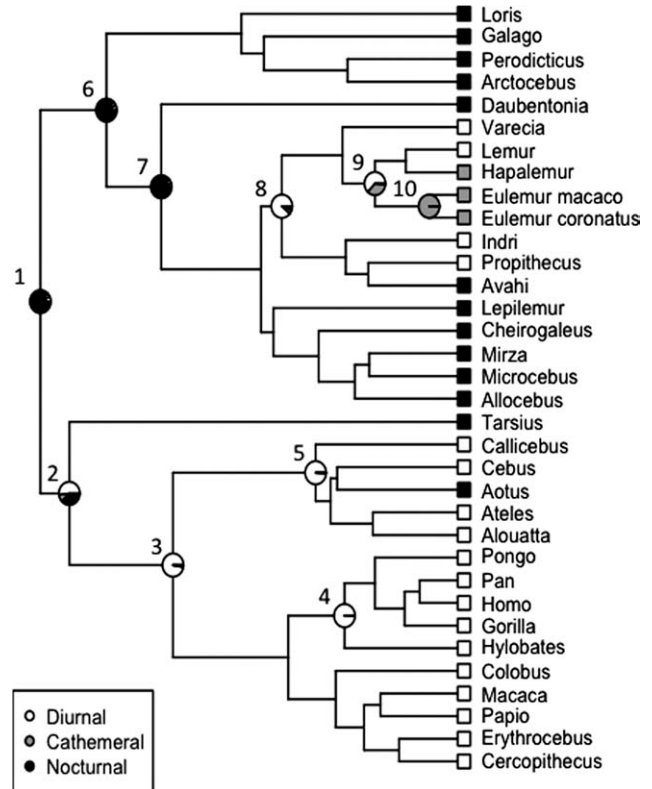 Loris
Galago
Perodicticus
6
Arctocebus
Daubentonia
Varecia
7
9
Lemur
Hapalemur
8
10
Eulemur macaco
Eulemur coronatus
Indri
Propithecus
1
Avahi
Lepilemur
Cheirogaleus
Mirza
Microcebus
Allocebus
Tarsius
Callicebus
5
2
Cebus
Aotus
Ateles
Alouatta
3
Pongo
Pan
4
Homo
Gorilla
Hylobates
Colobus
Macaca
Diurnal
Papio
Cathemeral
Erythrocebus
Nocturnal
Cercopithecus